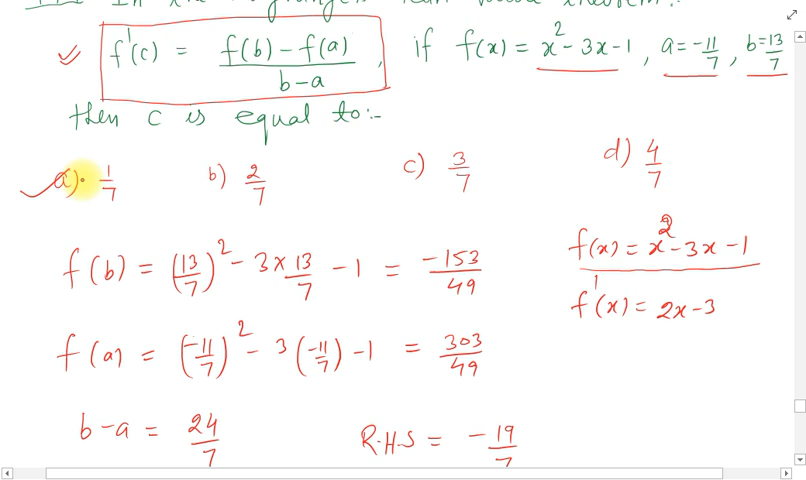 f'(c) = f(b) - f(a) / b - a , if f(x) = x² - 3x - 1 , a = -11/7 , b = 13/7
then c is equal to :-
a) 1/7 b) 2/7 c) 3/7 d) 4/7
f(x) = x² - 3x - 1
f(b) = (13/7)² - 3 × 13/7 - 1 = -153/49
f'(x) = 2x - 3
f(a) = (-11/7)² - 3(-11/7) - 1 = 303/49
b - a = 24/7 R.H.S = -19/7